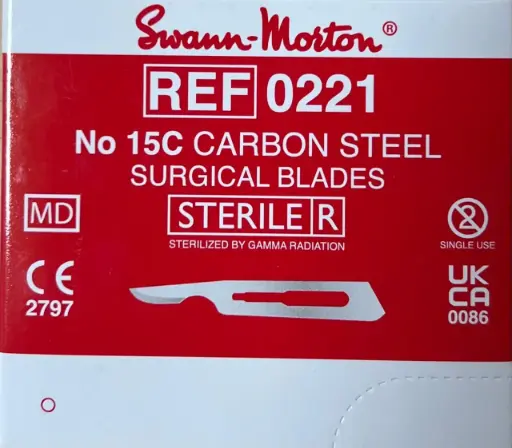 Swann-Morton®
REF 0221
No 15C CARBON STEEL
SURGICAL BLADES
MD
STERILE R
STERILIZED BY GAMMA RADIATION
2
SINGLE USE
CE
2797
UK
CA
0086